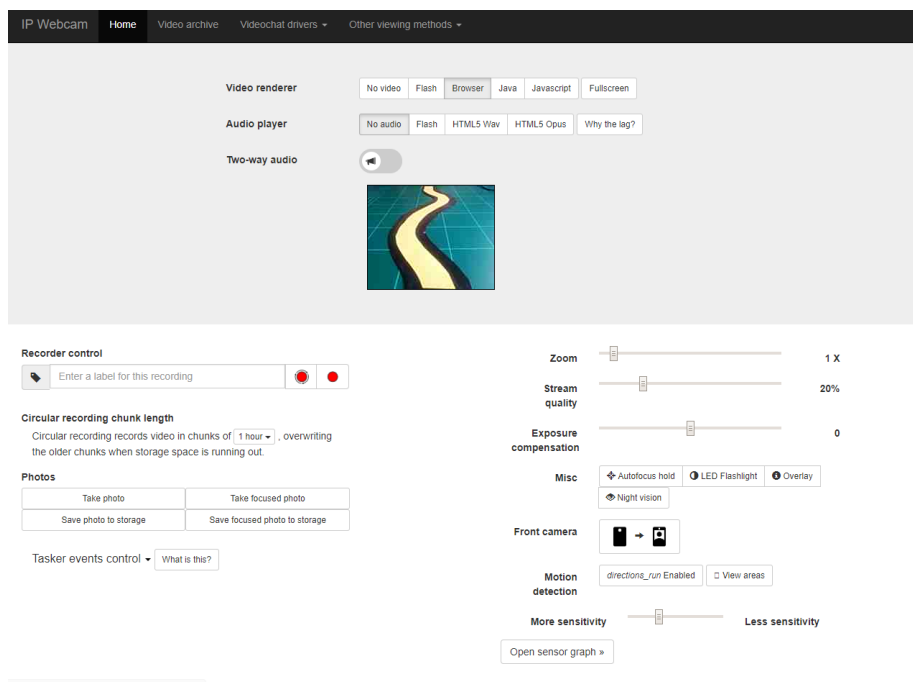 IP Webcam Home Video archive Videochat drivers Other viewing methods
Video renderer No video Flash Browser Java Javascript Fullscreen
Audio player No audio Flash HTML5 Wav HTML5 Opus Why the lag?
Two-way audio
Recorder control
Enter a label for this recording
Circular recording chunk length
Circular recording records video in chunks of 1 hour , overwriting
the older chunks when storage space is running out.
Photos
Take photo Take focused photo
Save photo to storage Save focused photo to storage
Tasker events control What is this?
Zoom 1 X
Stream 20%
quality
Exposure 0
compensation
Misc Autofocus hold LED Flashlight Overlay
Night vision
Front camera
Motion directions_run Enabled View areas
detection
More sensitivity Less sensitivity
Open sensor graph »